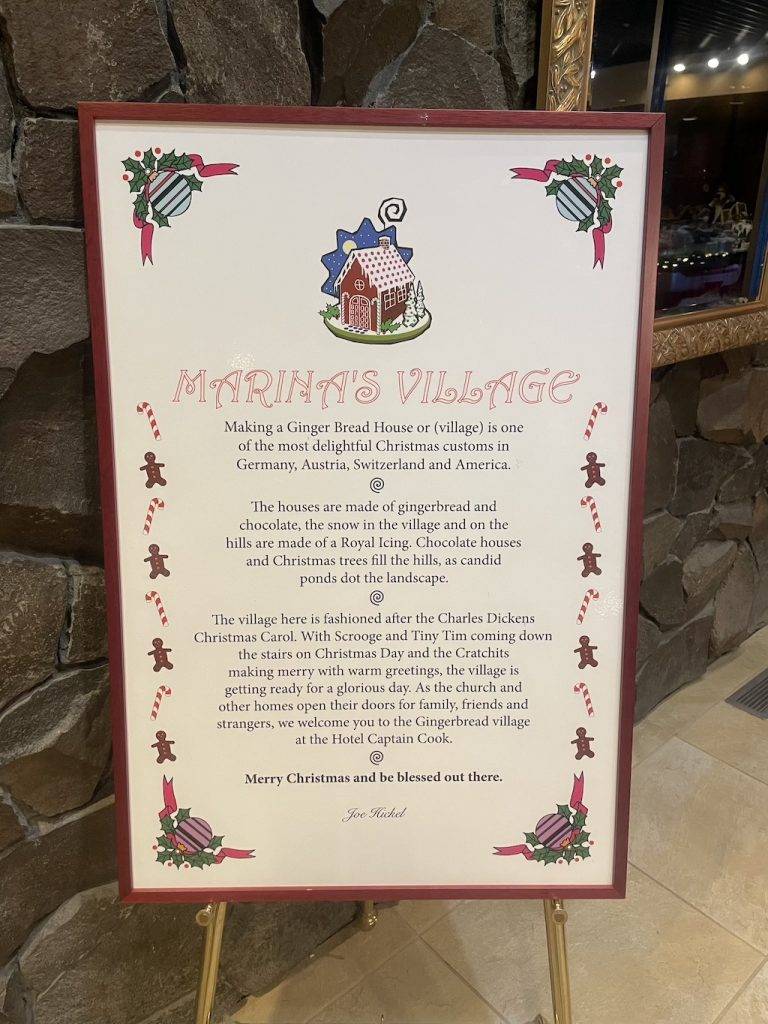 MARINA'S VILLAGE
Making a Ginger Bread House or (village) is one
of the most delightful Christmas customs in
Germany, Austria, Switzerland and America.
The houses are made of gingerbread and
chocolate, the snow in the village and on the
hills are made of a Royal Icing. Chocolate houses
and Christmas trees fill the hills, as candid
ponds dot the landscape.
The village here is fashioned after the Charles Dickens
Christmas Carol. With Scrooge and Tiny Tim coming down
the stairs on Christmas Day and the Cratchits
making merry with warm greetings, the village is
getting ready for a glorious day. As the church and
other homes open their doors for family, friends and
strangers, we welcome you to the Gingerbread village
at the Hotel Captain Cook.
Merry Christmas and be blessed out there.
Joe Hickel